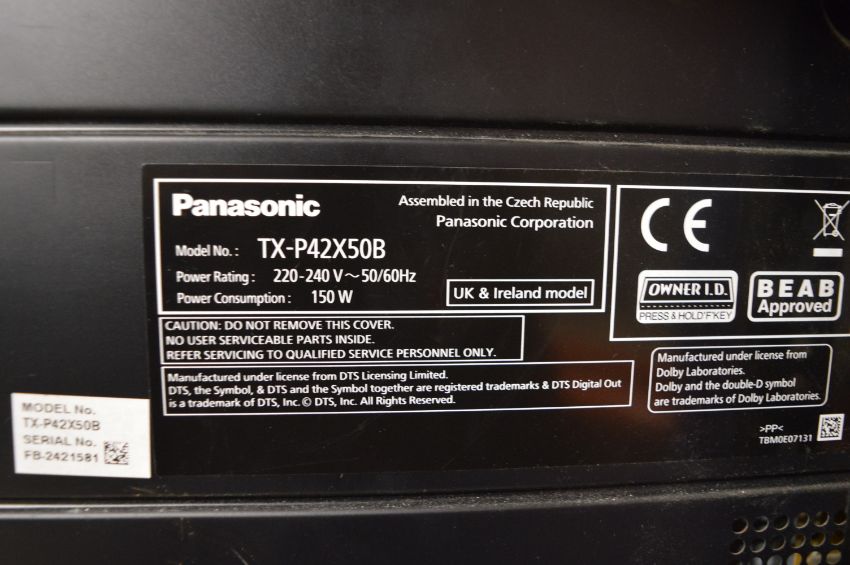 Panasonic
Assembled in the Czech Republic
Panasonic Corporation
Model No. : TX-P42X50B
Power Rating : 220-240 V～50/60Hz
Power Consumption : 150 W
UK & Ireland model
CE
OWNER I.D.
PRESS & HOLD'F'KEY
BEAB
Approved
CAUTION: DO NOT REMOVE THIS COVER.
NO USER SERVICEABLE PARTS INSIDE.
REFER SERVICING TO QUALIFIED SERVICE PERSONNEL ONLY.
Manufactured under license from DTS Licensing Limited.
DTS, the Symbol, & DTS and the Symbol together are registered trademarks & DTS Digital Out
is a trademark of DTS, Inc. © DTS, Inc. All Rights Reserved.
Manufactured under license from
Dolby Laboratories.
Dolby and the double-D symbol
are trademarks of Dolby Laboratories.
MODEL No.
TX-P42X50B
SERIAL No.
FB-2421581
>PP<
TBM0E07131